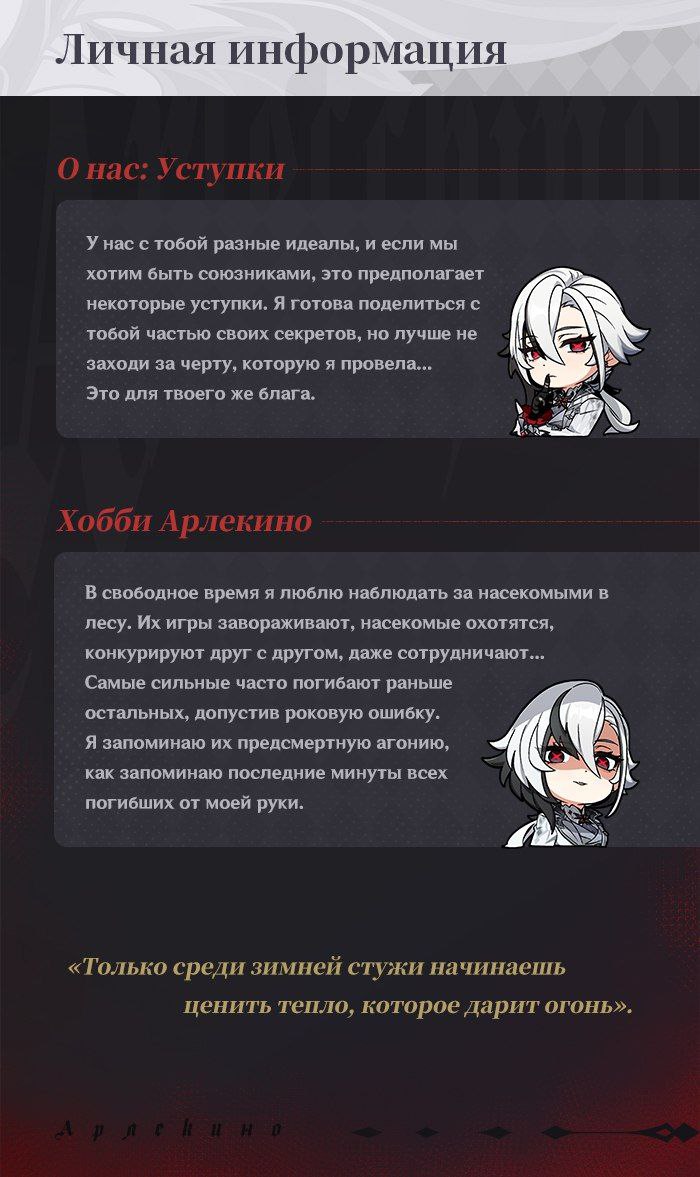 Личная информация
О нас: Уступки
У нас с тобой разные идеалы, и если мы
хотим быть союзниками, это предполагает
некоторые уступки. Я готова поделиться с
тобой частью своих секретов, но лучше не
заходи за черту, которую я провела...
Это для твоего же блага.
Хобби Арлекино
В свободное время я люблю наблюдать за насекомыми в
лесу. Их игры завораживают, насекомые охотятся,
конкурируют друг с другом, даже сотрудничают...
Самые сильные часто погибают раньше
остальных, допустив роковую ошибку.
Я запоминаю их предсмертную агонию,
как запоминаю последние минуты всех
погибших от моей руки.
«Только среди зимней стужи начинаешь
ценить тепло, которое дарит огонь».
Арлекино